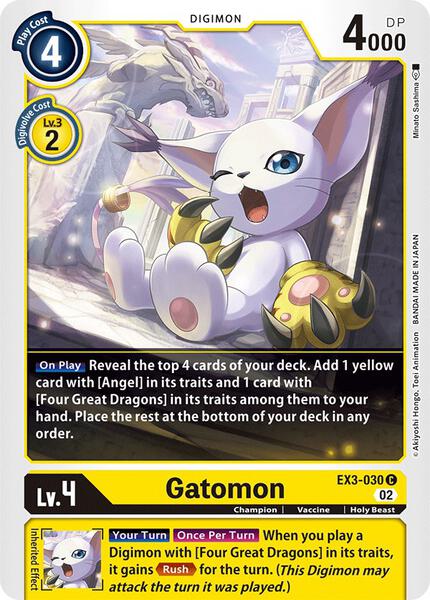 Play Cost
4
DIGIMON
DP
4000
Digivolve Cost
Lv.3
2
Minato Sashima
On Play Reveal the top 4 cards of your deck. Add 1 yellow
card with [Angel] in its traits and 1 card with
[Four Great Dragons] in its traits among them to your
hand. Place the rest at the bottom of your deck in any
order.
©Akiyoshi Hongo, Toei Animation BANDAI MADE IN JAPAN
Lv.4
Gatomon
EX3-030 C
02
Champion | Vaccine | Holy Beast
Inherited Effect
Your Turn Once Per Turn When you play a
Digimon with [Four Great Dragons] in its traits,
it gains Rush for the turn. (This Digimon may
attack the turn it was played.)